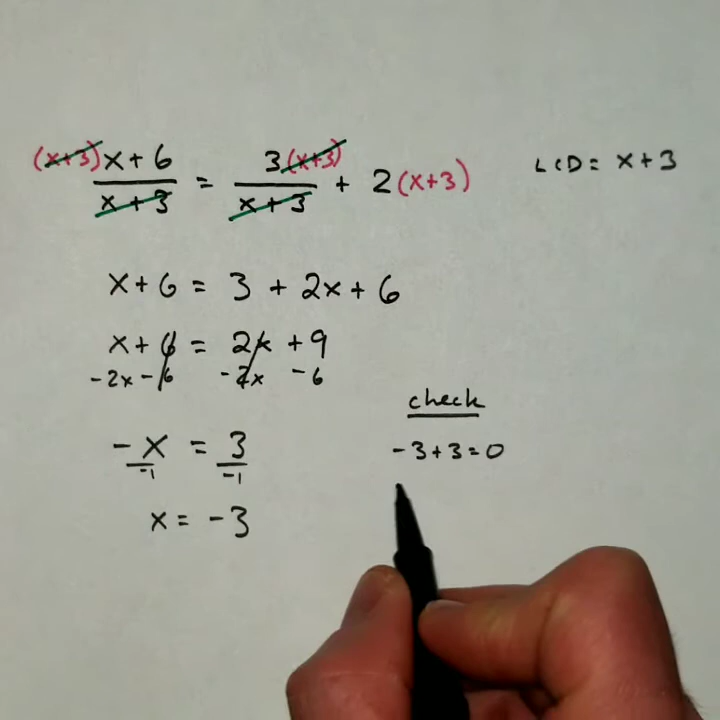 (x+3) x + 6 / x + 3 = 3 (x+3) / x + 3 + 2 (x+3)
LCD = x + 3
x + 6 = 3 + 2x + 6
x + 6 = 2x + 9
-2x - 6 -2x - 6
-x / -1 = 3 / -1
x = -3
check
-3 + 3 = 0